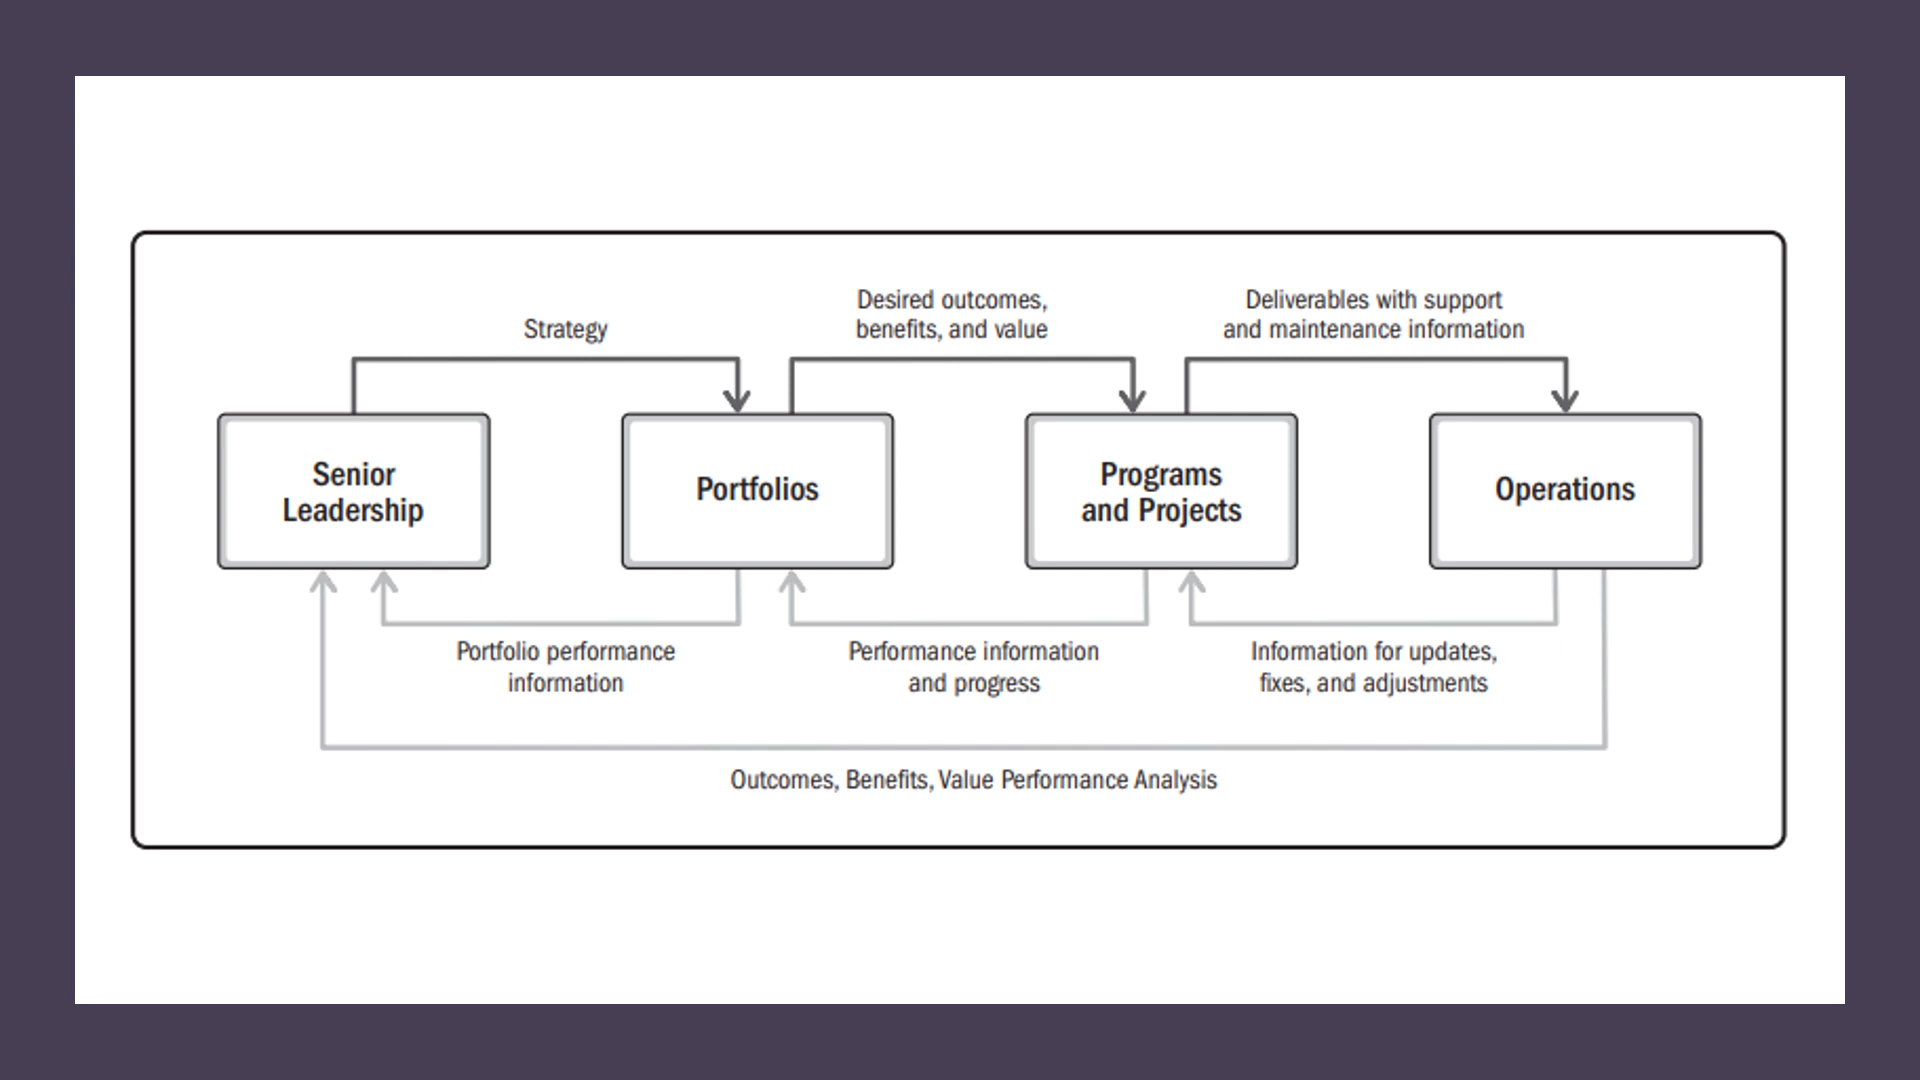 Strategy
Desired outcomes,
benefits, and value
Deliverables with support
and maintenance information
Senior
Leadership
Portfolios
Programs
and Projects
Operations
Portfolio performance
information
Performance information
and progress
Information for updates,
fixes, and adjustments
Outcomes, Benefits, Value Performance Analysis